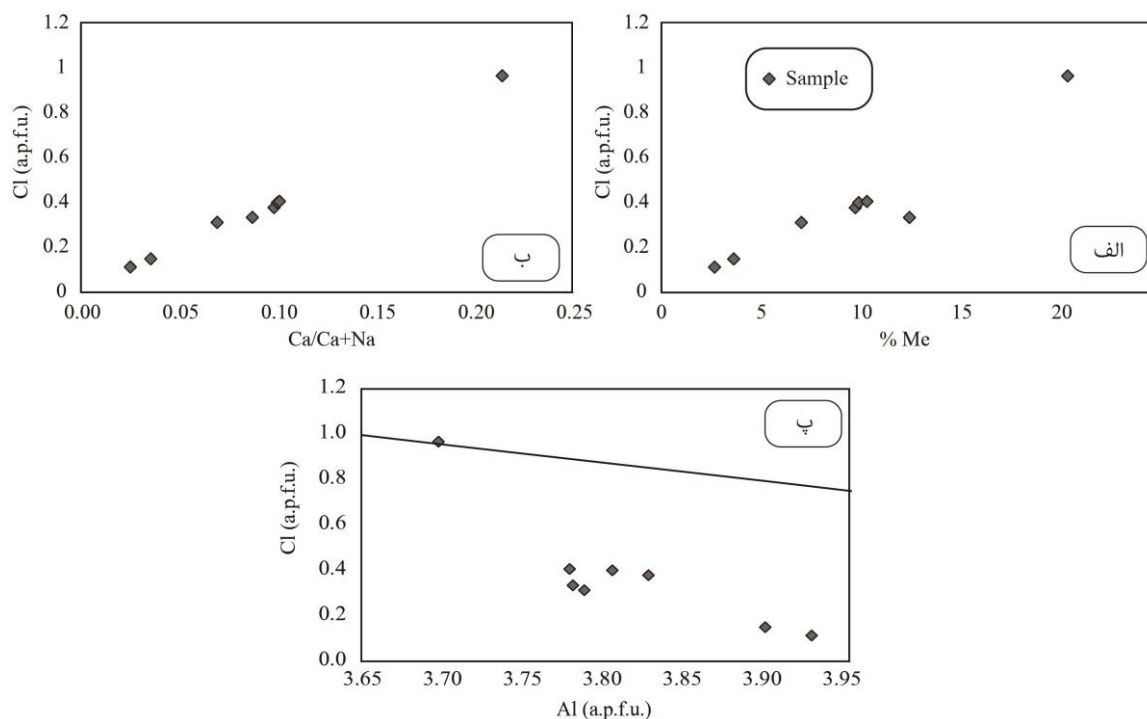 1.2
1
0.8
0.6
0.4
0.2
0
Cl (a.p.f.u.)
0.00 0.05 0.10 0.15 0.20 0.25
Ca/Ca+Na
ب
1.2
1
0.8
0.6
0.4
0.2
0
Cl (a.p.f.u.)
Sample
0 5 10 15 20
% Me
الف
1.2
1.0
0.8
0.6
0.4
0.2
0.0
Cl (a.p.f.u.)
3.65 3.70 3.75 3.80 3.85 3.90 3.95
Al (a.p.f.u.)
پ